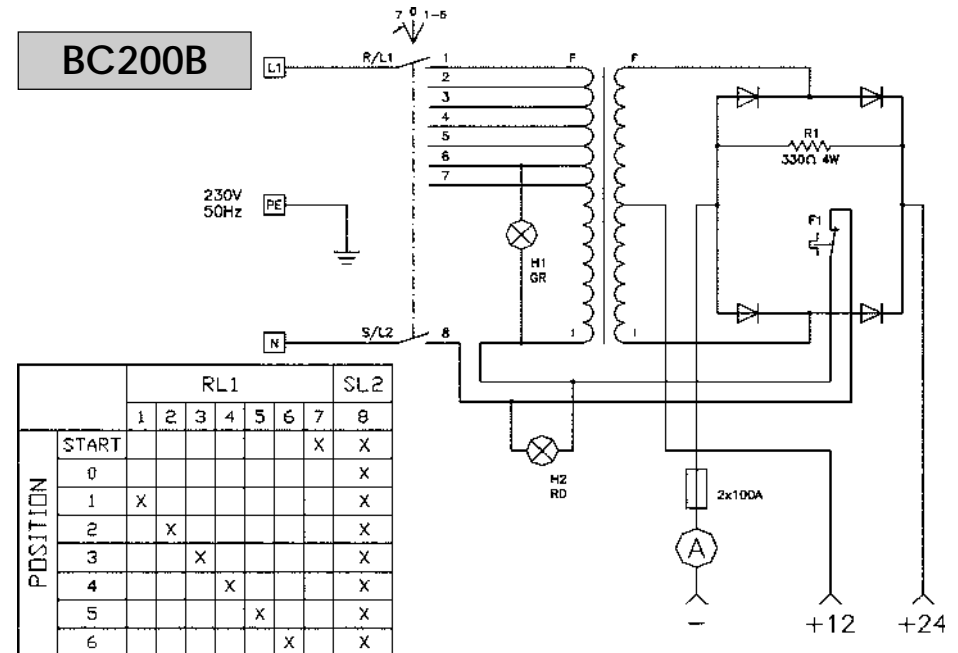 7 0 1-6
BC200B
L1
R/L1
1
F
F
2
3
4
5
6
7
R1
330Ω 4W
230V
50Hz
PE
F1
H1
GR
N
S/L2
8
1
1
H2
RD
2x100A
A
−
+12
+24
RL1 SL2
1 2 3 4 5 6 7 8
POSITION
START X X
0 X
1 X X
2 X X
3 X X
4 X X
5 X X
6 X X